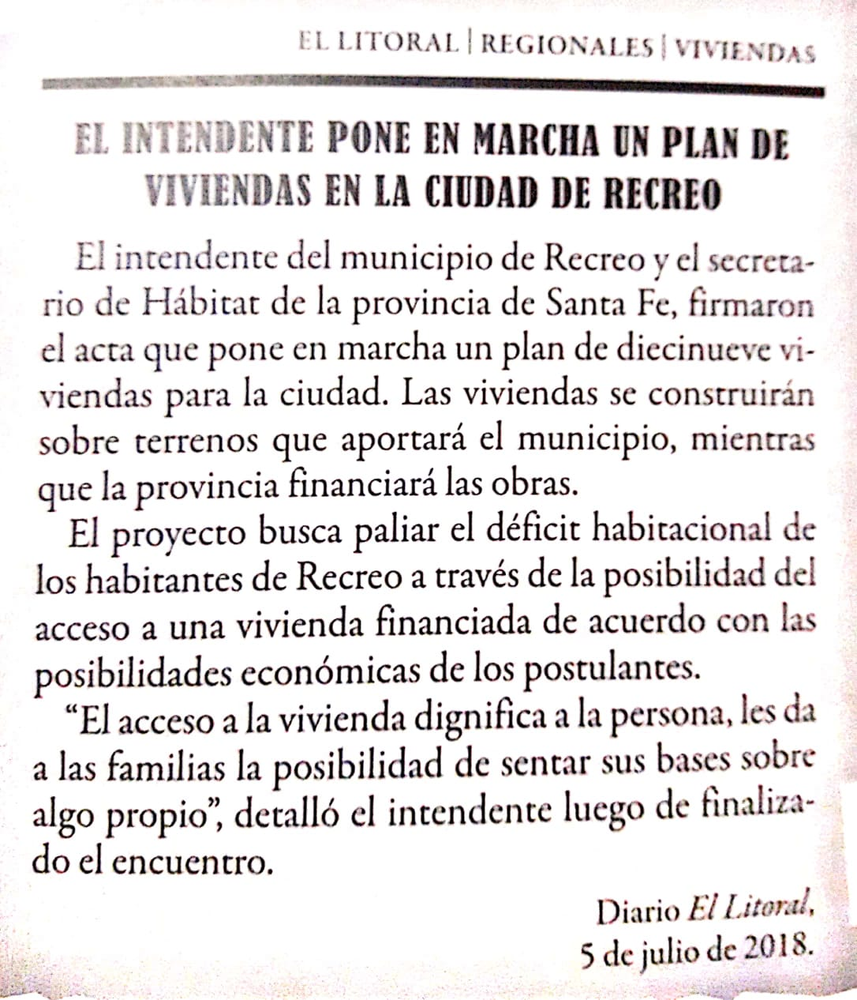 EL LITORAL | REGIONALES | VIVIENDAS
EL INTENDENTE PONE EN MARCHA UN PLAN DE
VIVIENDAS EN LA CIUDAD DE RECREO
El intendente del municipio de Recreo y el secreta-
rio de Hábitat de la provincia de Santa Fe, firmaron
el acta que pone en marcha un plan de diecinueve vi-
viendas para la ciudad. Las viviendas se construirán
sobre terrenos que aportará el municipio, mientras
que la provincia financiará las obras.
El proyecto busca paliar el déficit habitacional de
los habitantes de Recreo a través de la posibilidad del
acceso a una vivienda financiada de acuerdo con las
posibilidades económicas de los postulantes.
“El acceso a la vivienda dignifica a la persona, les da
a las familias la posibilidad de sentar sus bases sobre
algo propio”, detalló el intendente luego de finaliza-
do el encuentro.
Diario El Litoral,
5 de julio de 2018.